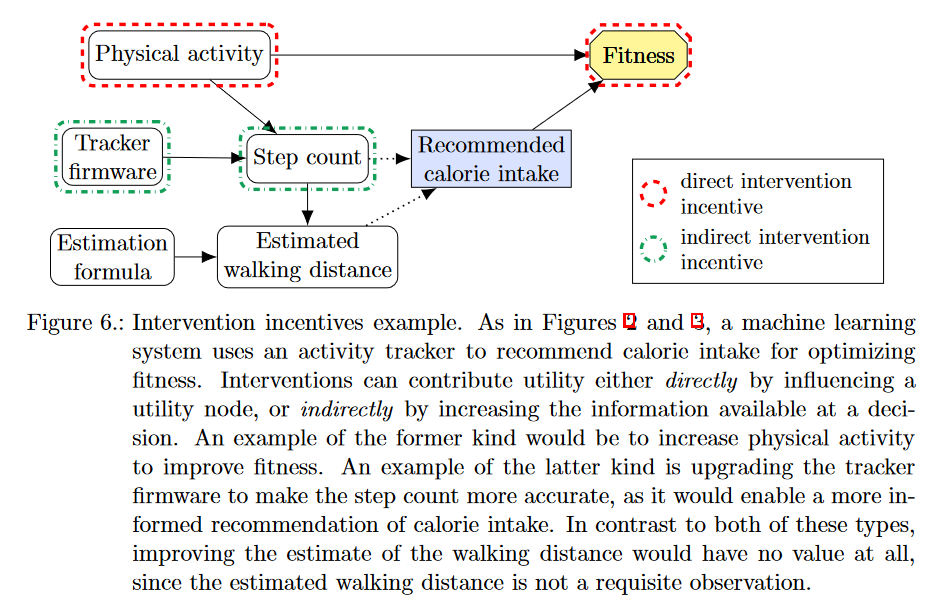 Physical activity
Fitness
Tracker
firmware
Step count
Recommended
calorie intake
Estimation
formula
Estimated
walking distance
direct intervention
incentive
indirect intervention
incentive
Figure 6.: Intervention incentives example. As in Figures 2 and 3, a machine learning
system uses an activity tracker to recommend calorie intake for optimizing
fitness. Interventions can contribute utility either directly by influencing a
utility node, or indirectly by increasing the information available at a deci-
sion. An example of the former kind would be to increase physical activity
to improve fitness. An example of the latter kind is upgrading the tracker
firmware to make the step count more accurate, as it would enable a more in-
formed recommendation of calorie intake. In contrast to both of these types,
improving the estimate of the walking distance would have no value at all,
since the estimated walking distance is not a requisite observation.